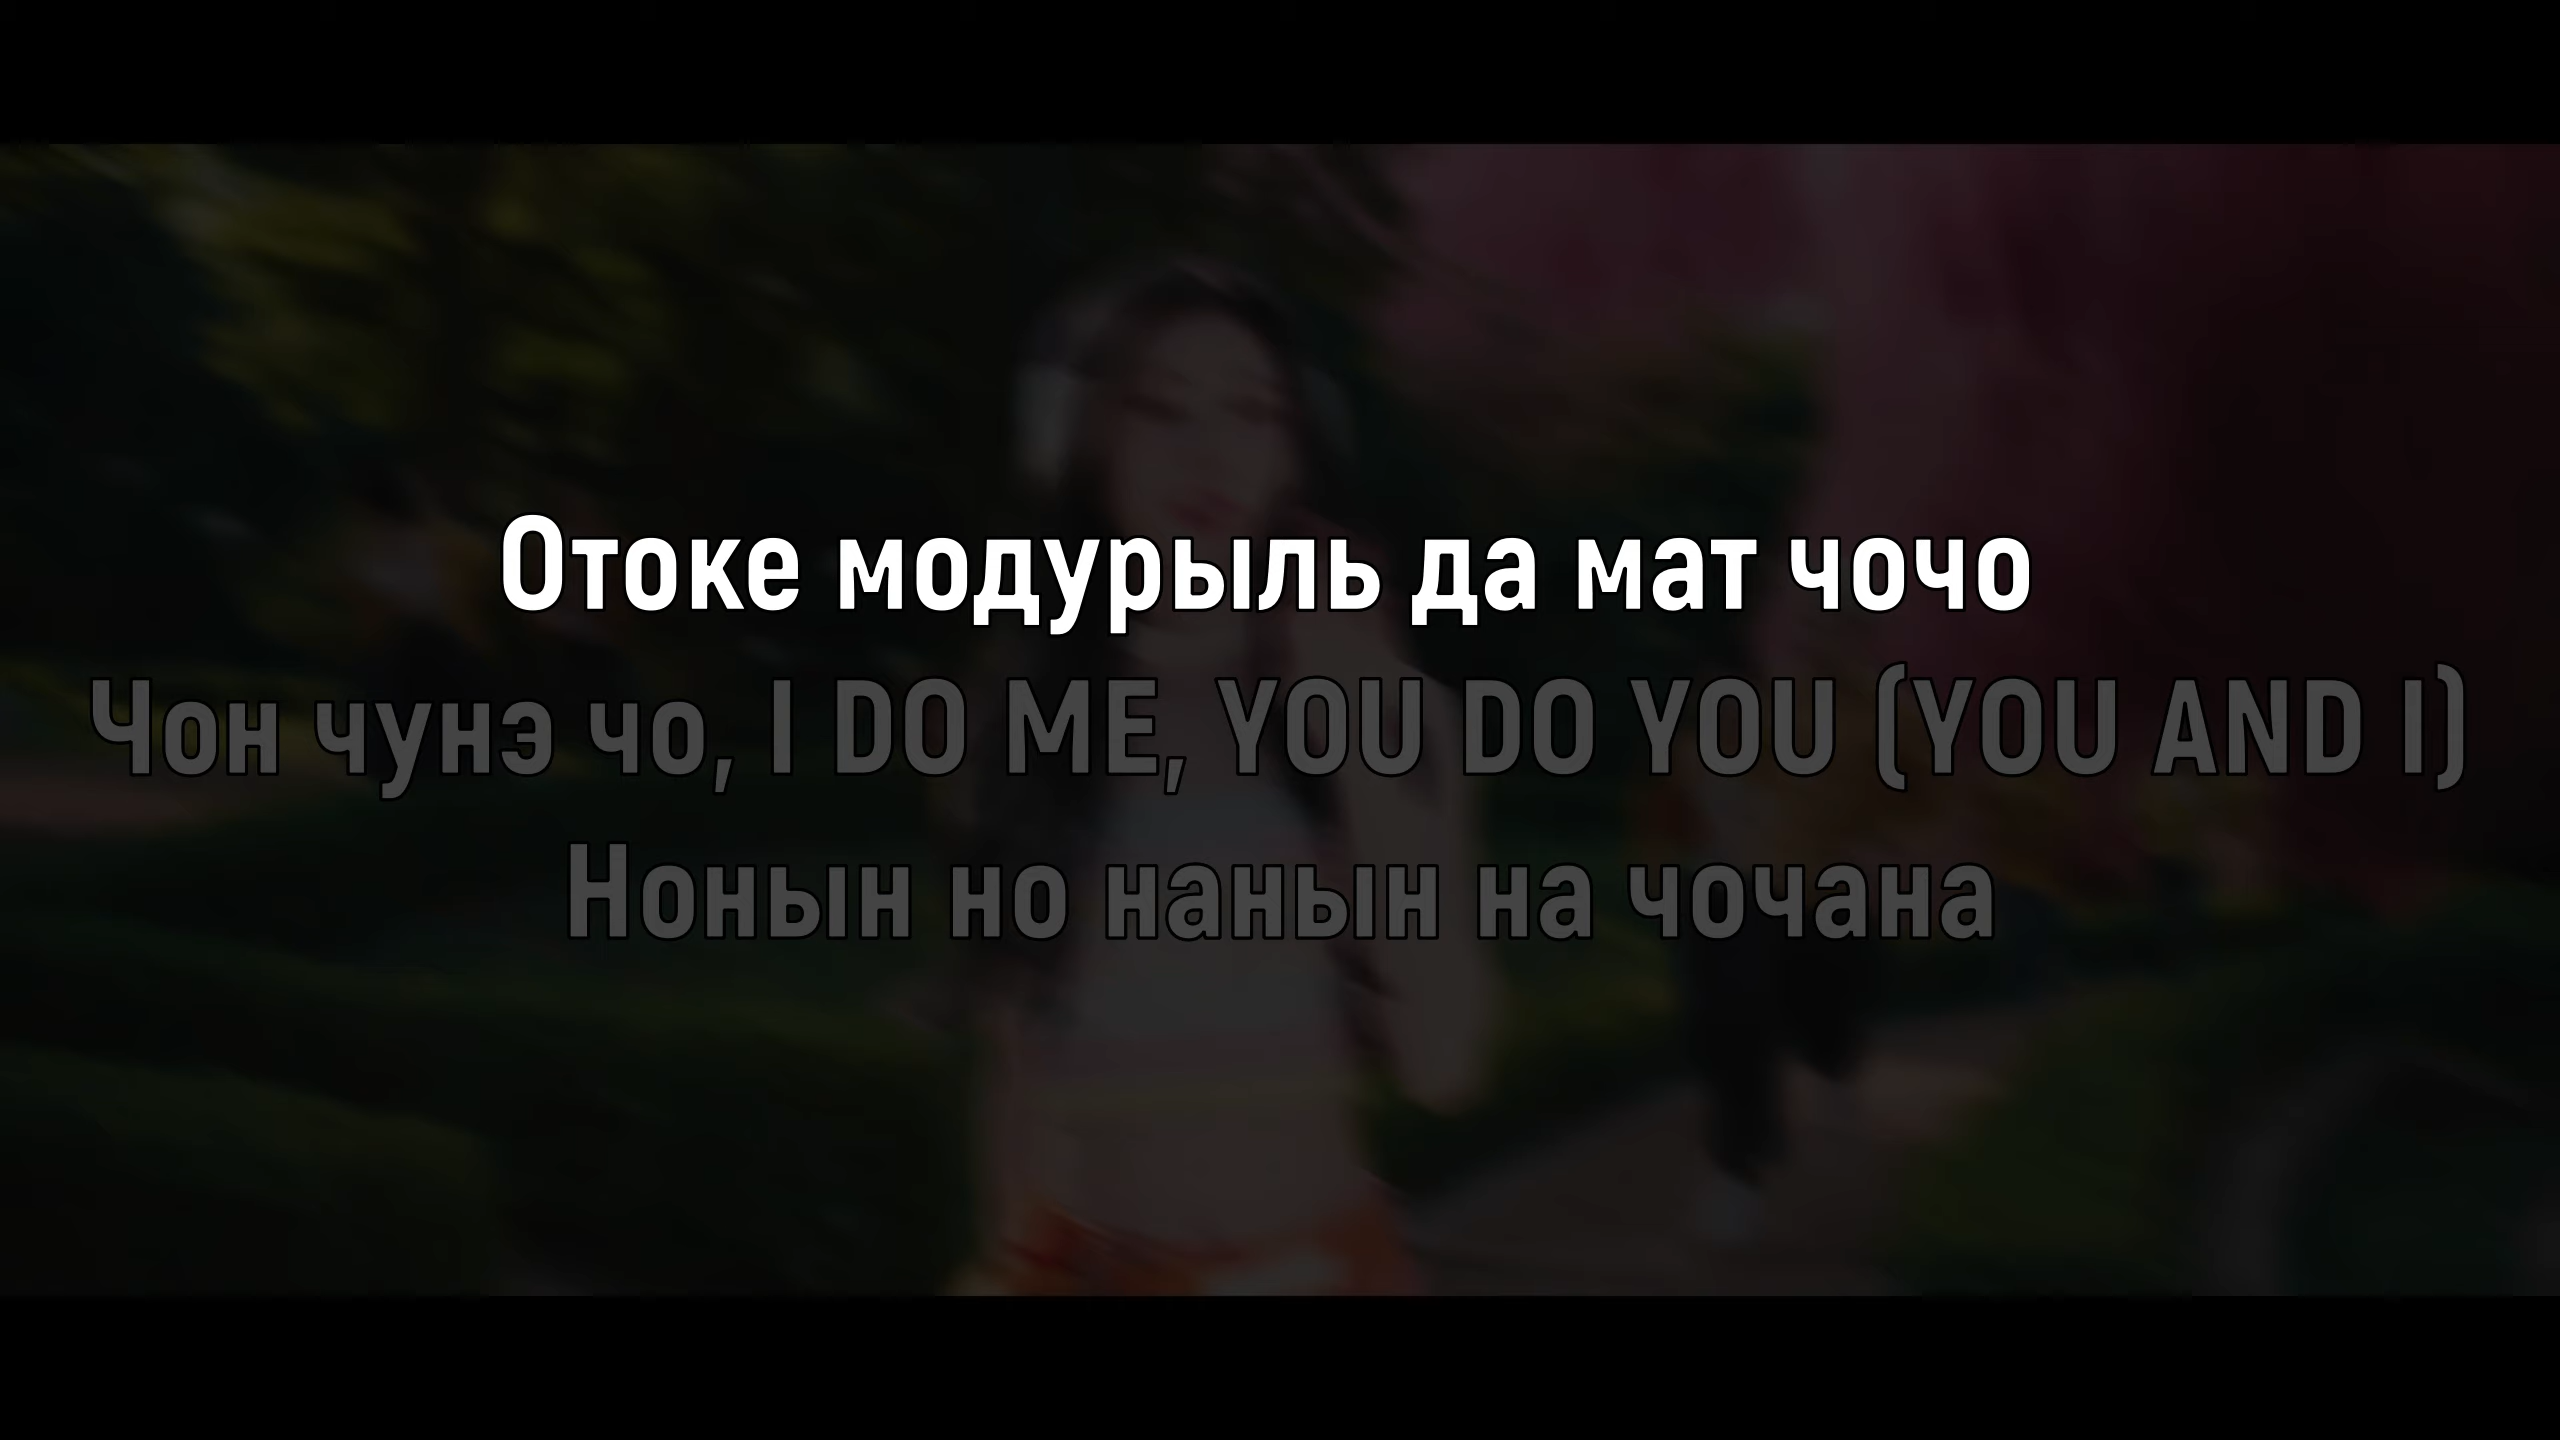 Отоке модурыль да мат чочо
Чон чунэ чо, I DO ME, YOU DO YOU (YOU AND I)
Нонын но нанын на чочана